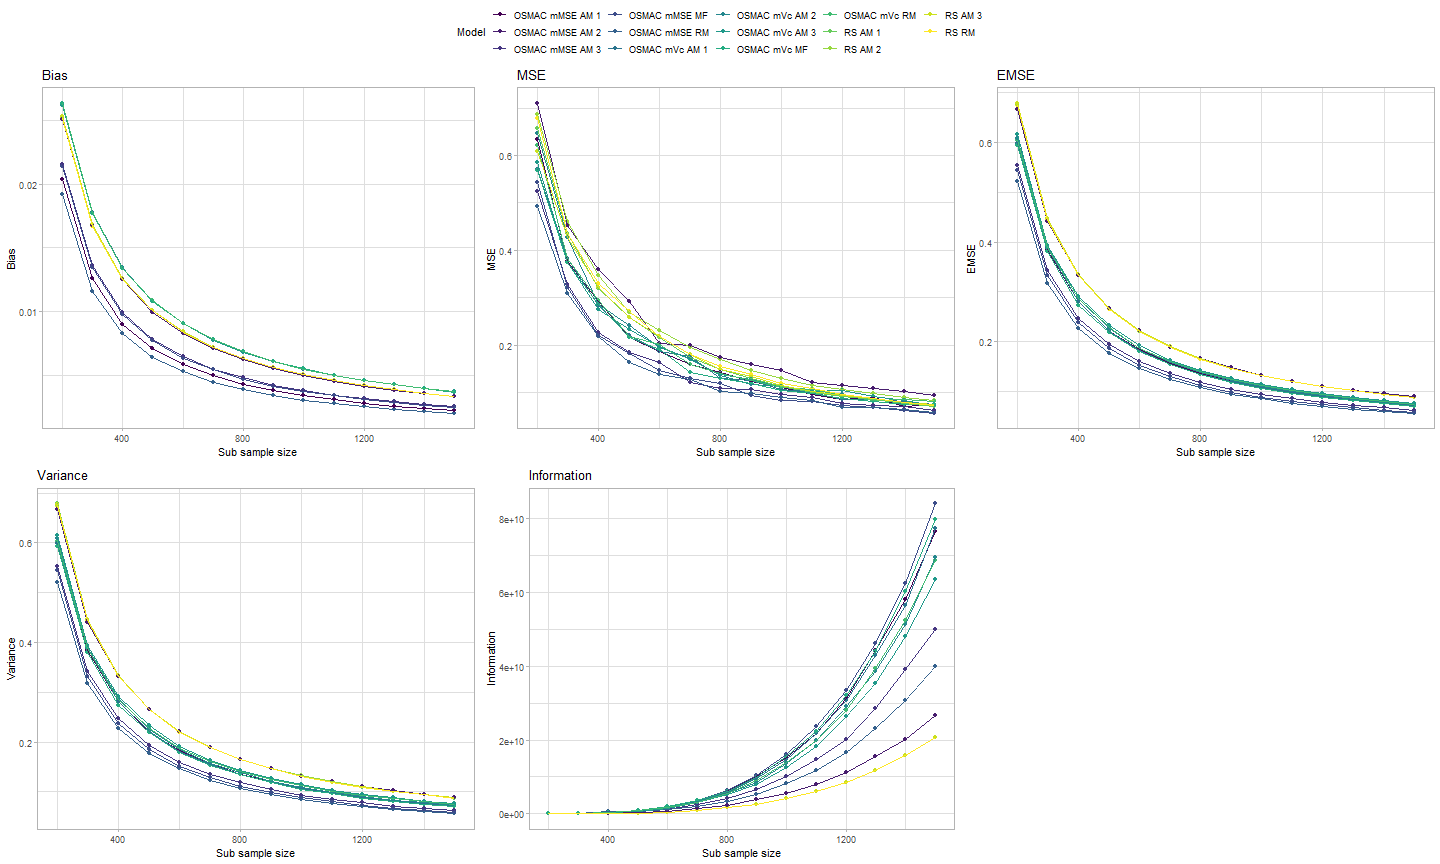 Model
OSMAC mMSE AM 1
OSMAC mMSE MF
OSMAC mVc AM 2
OSMAC mVc RM
RS AM 3
OSMAC mMSE AM 2
OSMAC mMSE RM
OSMAC mVc AM 3
RS AM 1
RS RM
OSMAC mMSE AM 3
OSMAC mVc AM 1
OSMAC mVc MF
RS AM 2
Bias
0.02
0.01
Bias
400
800
1200
Sub sample size
MSE
0.6
0.4
0.2
MSE
400
800
1200
Sub sample size
EMSE
0.6
0.4
0.2
EMSE
400
800
1200
Sub sample size
Variance
0.6
0.4
0.2
Variance
400
800
1200
Sub sample size
Information
8e+10
6e+10
4e+10
2e+10
0e+00
Information
400
800
1200
Sub sample size